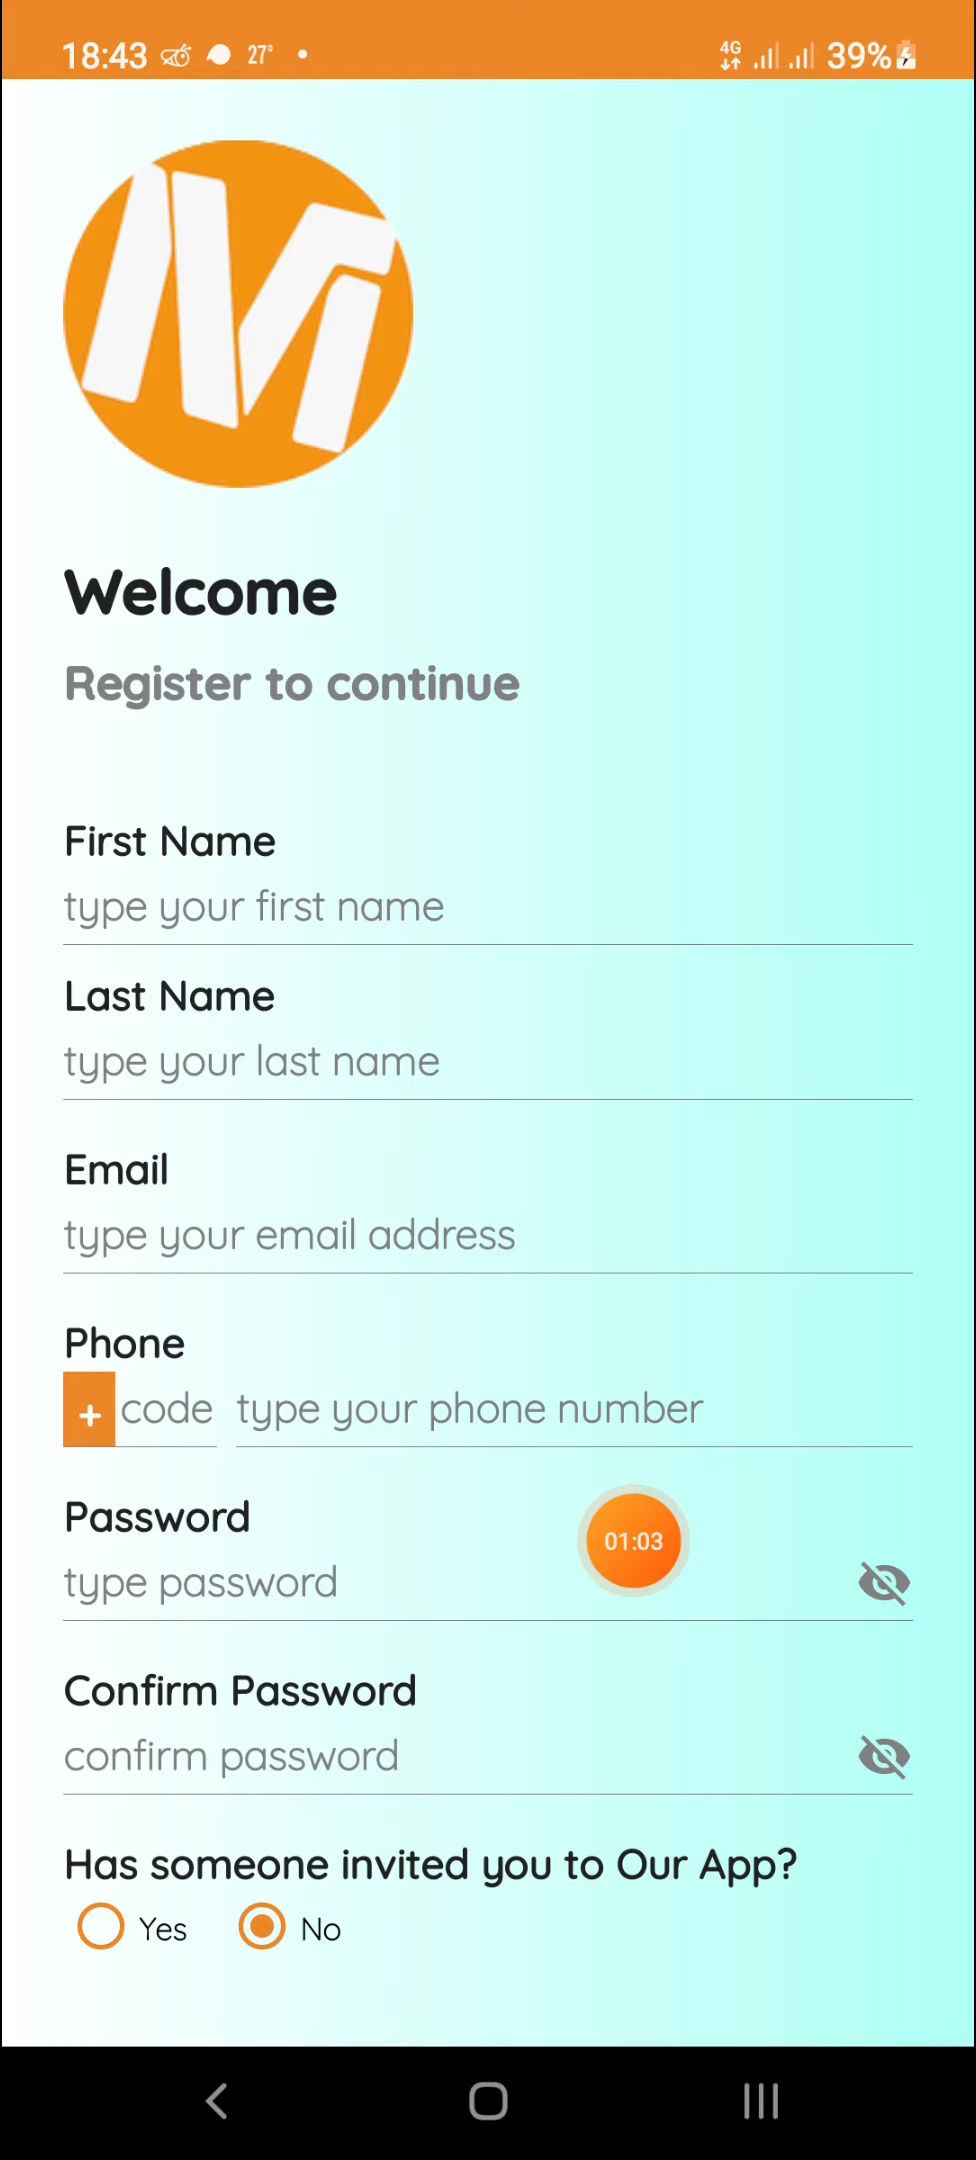 18:43 27° 4G 39%
M
Welcome
Register to continue
First Name
type your first name
Last Name
type your last name
Email
type your email address
Phone
+ code type your phone number
Password
01:03
type password
Confirm Password
confirm password
Has someone invited you to Our App?
Yes No